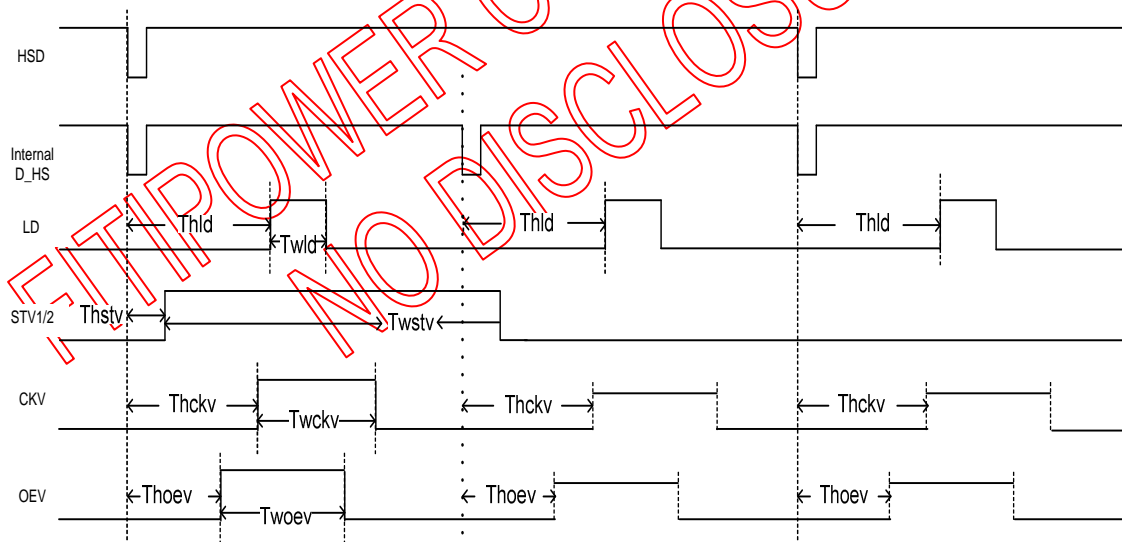 FITIPOWER C
NO DISCLOS
HSD
Internal
D_HS
LD
Thld
Twld
Thld
Thld
STV1/2
Thstv
Twstv
CKV
Thckv
Twckv
Thckv
Thckv
OEV
Thoev
Twoev
Thoev
Thoev